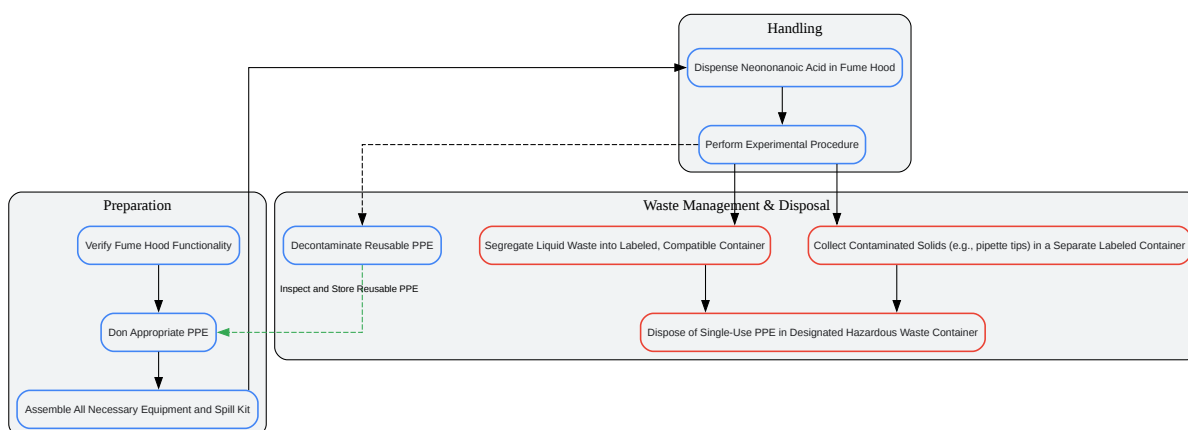 Handling
Dispense Neononanoic Acid in Fume Hood
Perform Experimental Procedure
Preparation
Verify Fume Hood Functionality
Don Appropriate PPE
Assemble All Necessary Equipment and Spill Kit
Waste Management & Disposal
Decontaminate Reusable PPE
Segregate Liquid Waste into Labeled, Compatible Container
Collect Contaminated Solids (e.g., pipette tips) in a Separate Labeled Container
Inspect and Store Reusable PPE
Dispose of Single-Use PPE in Designated Hazardous Waste Container